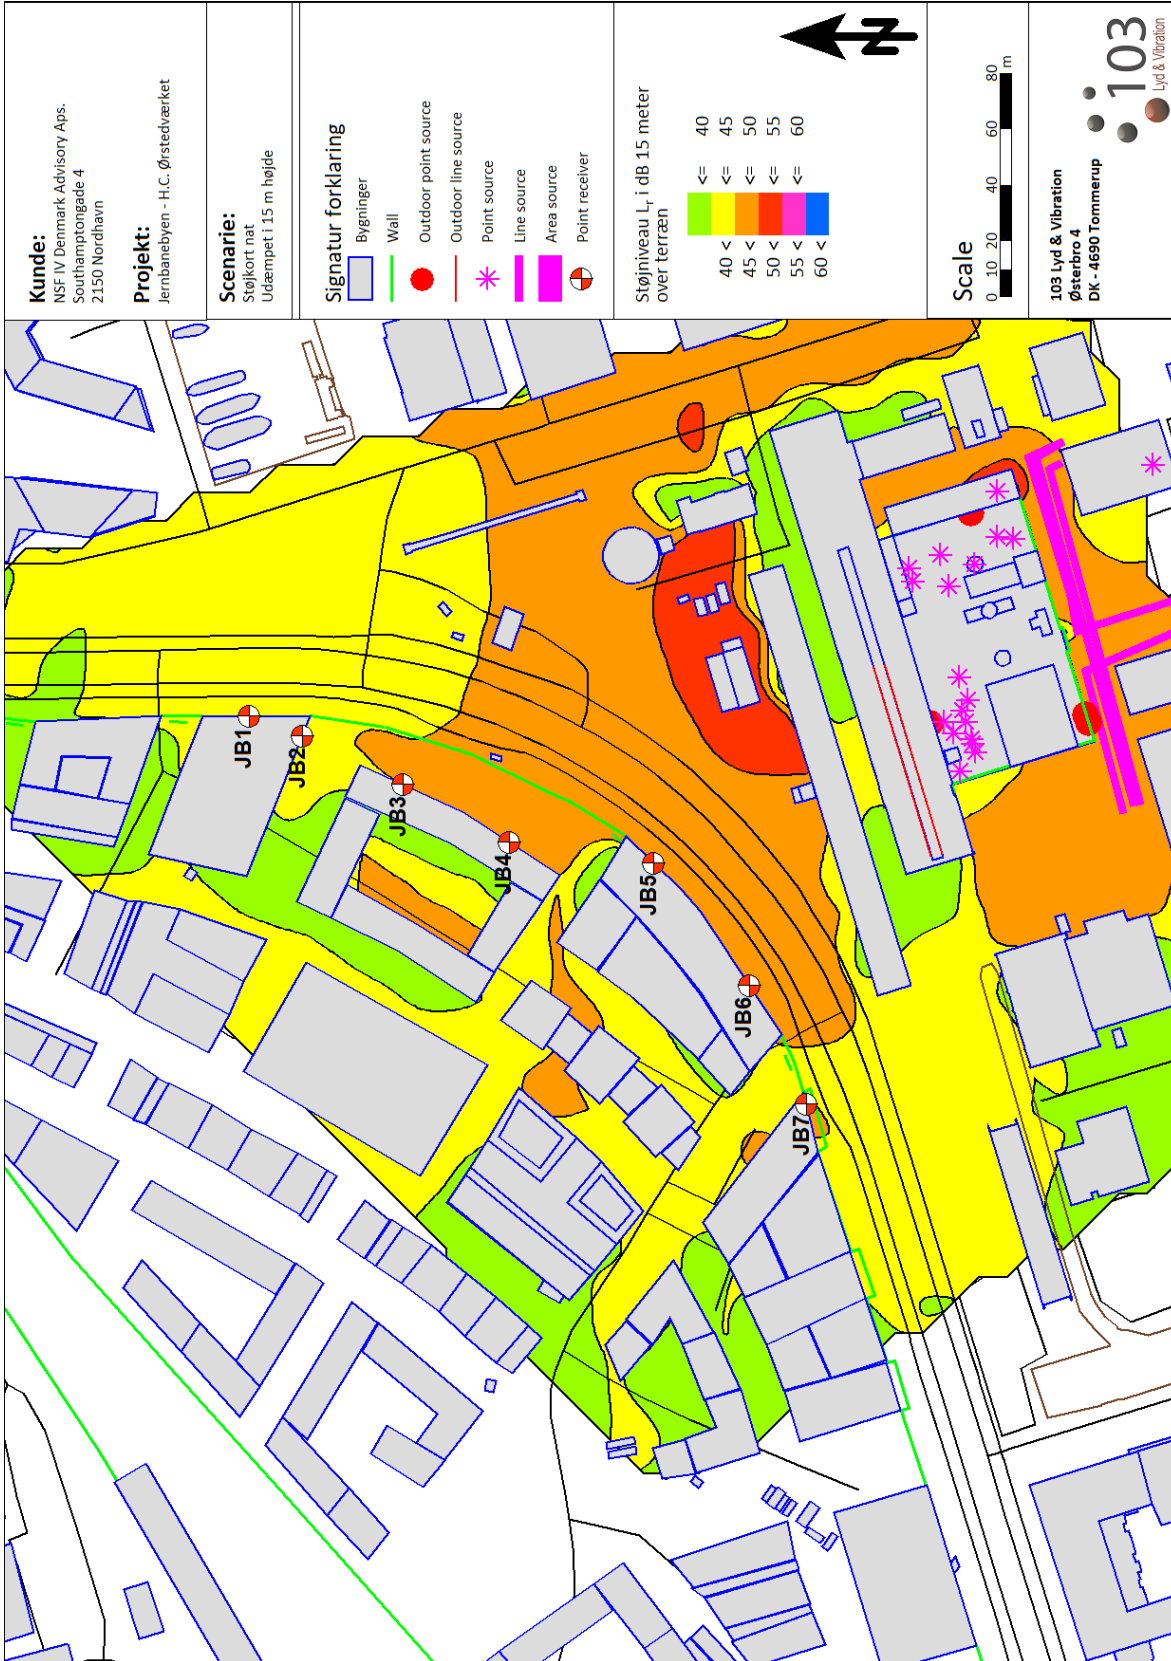 Kunde:
NSF IV Denmark Advisory Aps.
Southamptongade 4
2150 Nordhavn
Projekt:
Jernbanebyen - H.C. Ørstedværket
Scenarie:
Støjkort nat
Udæmpet i 15 m højde
Signatur forklaring
Bygninger
Wall
Outdoor point source
Outdoor line source
Point source
Line source
Area source
Point receiver
Støjniveau Lr i dB 15 meter
over terræn
<= 40
40 < <= 45
45 < <= 50
50 < <= 55
55 < <= 60
60 <
N
Scale
0 10 20 40 60 80
m
103 Lyd & Vibration
Østerbro 4
DK - 4690 Tommerup
103
Lyd & Vibration
JB1
JB2
JB3
JB4
JB5
JB6
JB7